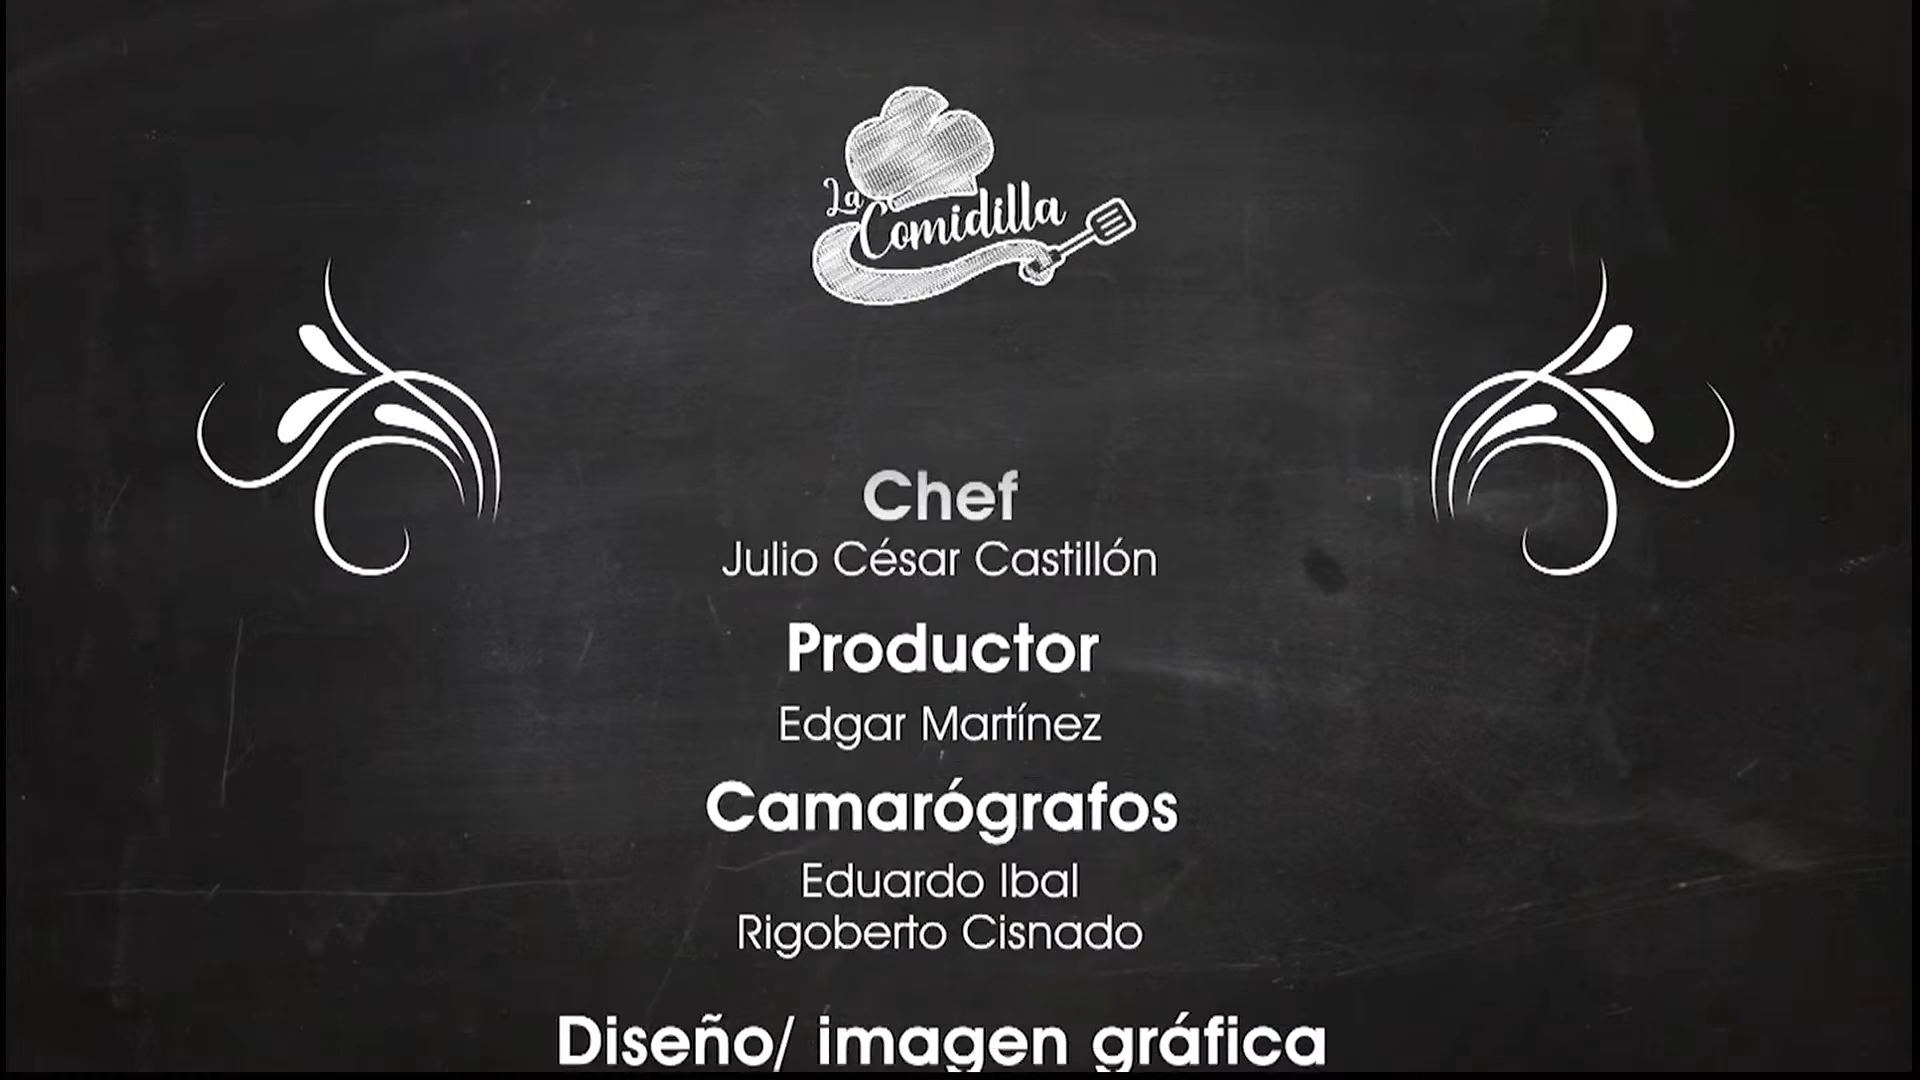 La
Comidilla
Chef
Julio César Castillón
Productor
Edgar Martínez
Camarógrafos
Eduardo Ibal
Rigoberto Cisnado
Diseño/ imagen gráfica